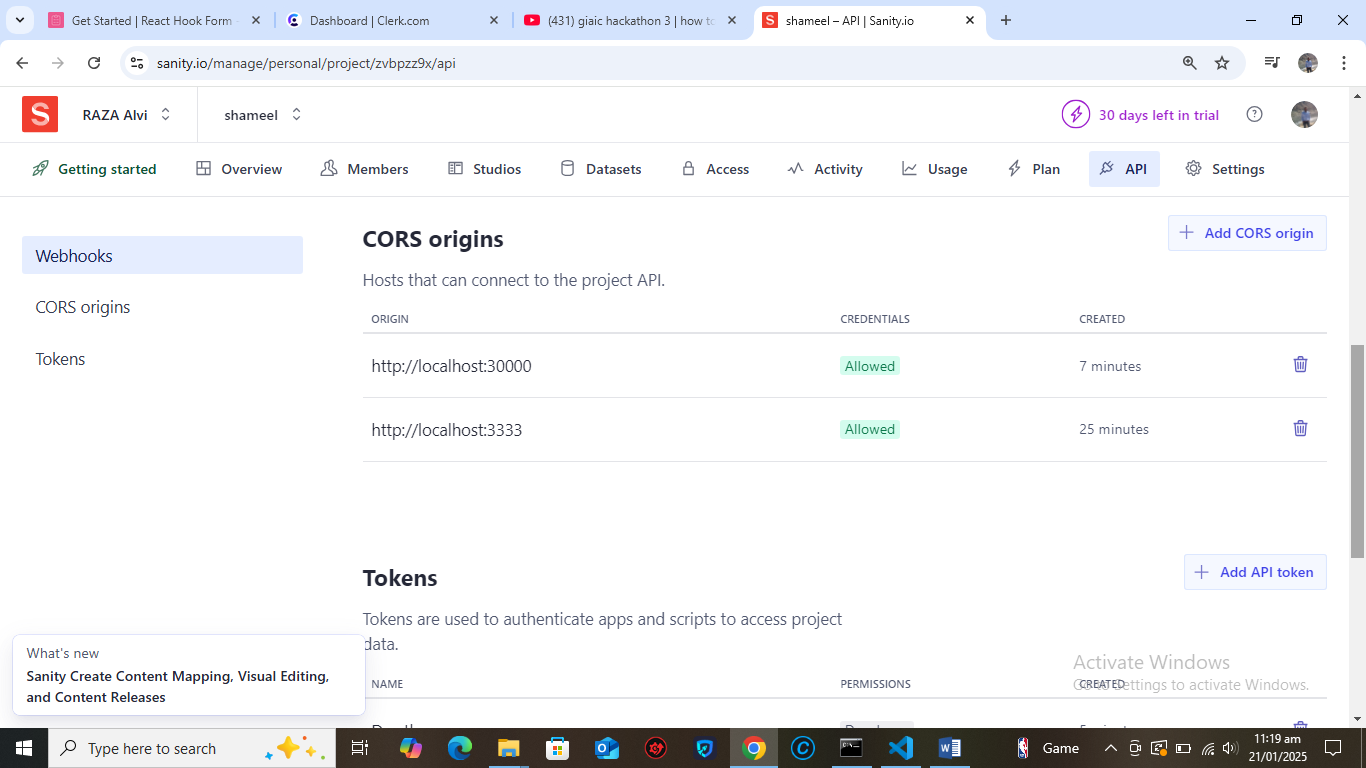 Get Started | React Hook Form
Dashboard | Clerk.com
(431) giaic hackathon 3 | how to
shameel – API | Sanity.io
sanity.io/manage/personal/project/zvbpzz9x/api
S
RAZA Alvi
shameel
30 days left in trial
Getting started
Overview
Members
Studios
Datasets
Access
Activity
Usage
Plan
API
Settings
Webhooks
CORS origins
Tokens
CORS origins
Add CORS origin
Hosts that can connect to the project API.
ORIGIN CREDENTIALS CREATED
http://localhost:30000 Allowed 7 minutes
http://localhost:3333 Allowed 25 minutes
Tokens
Add API token
Tokens are used to authenticate apps and scripts to access project
data.
NAME PERMISSIONS CREATED
What's new
Sanity Create Content Mapping, Visual Editing,
and Content Releases
Activate Windows
Go to Settings to activate Windows.
Type here to search
Game
11:19 am
21/01/2025